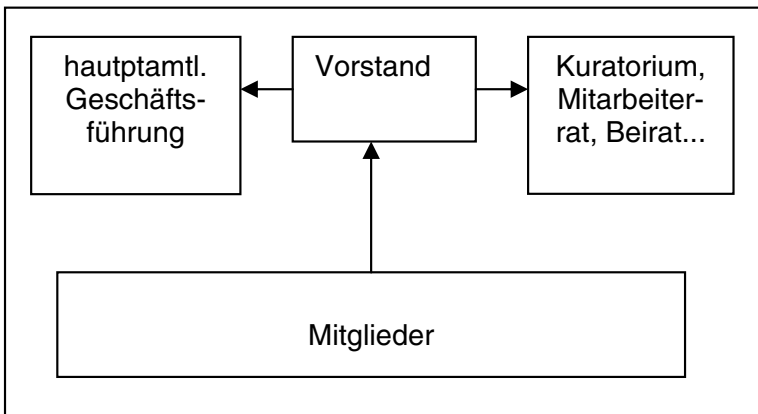 hautptamtl.
Geschäfts-
führung
Vorstand
Kuratorium,
Mitarbeiter-
rat, Beirat...
Mitglieder